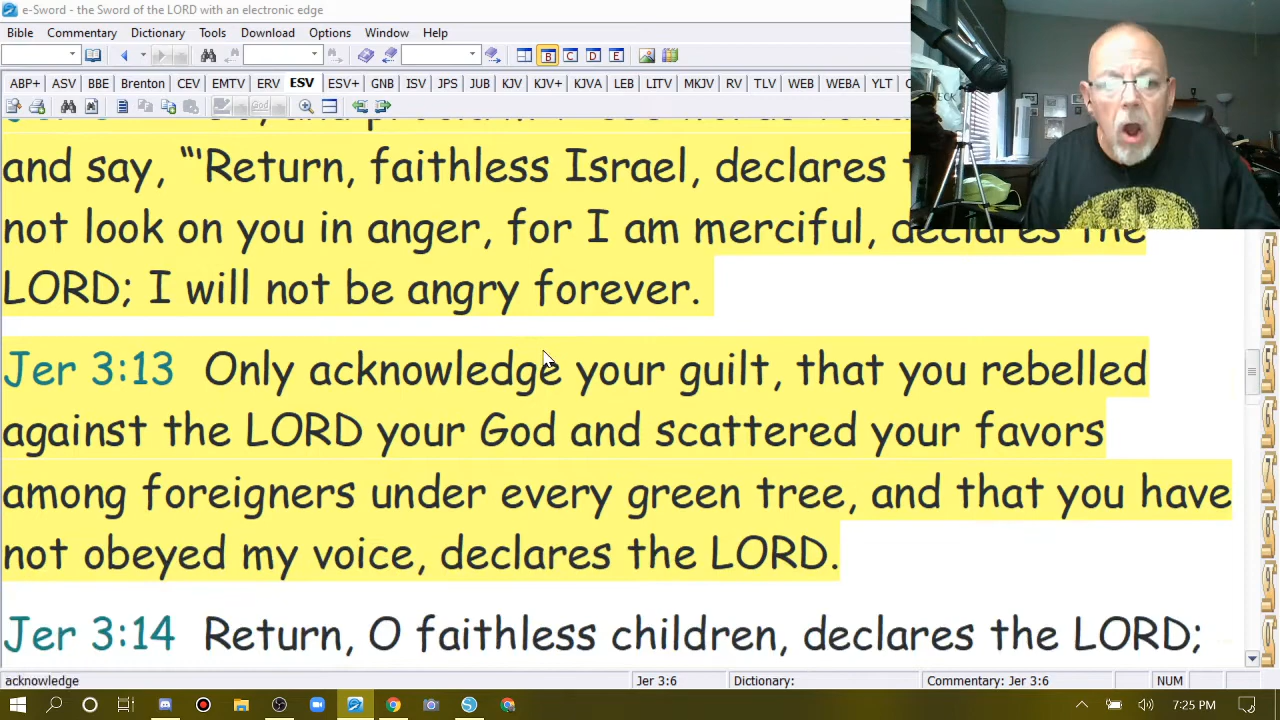 e-Sword - the Sword of the LORD with an electronic edge
Bible Commentary Dictionary Tools Download Options Window Help
B C D E
ABP+ ASV BBE Brenton CEV EMTV ERV ESV ESV+ GNB ISV JPS JUB KJV KJV+ KJVA LEB LITV MKJV RV TLV WEB WEBA YLT
and say, “‘Return, faithless Israel, declares
not look on you in anger, for I am merciful, declares the
LORD; I will not be angry forever.
Jer 3:13 Only acknowledge your guilt, that you rebelled
against the LORD your God and scattered your favors
among foreigners under every green tree, and that you have
not obeyed my voice, declares the LORD.
Jer 3:14 Return, O faithless children, declares the LORD;
acknowledge Jer 3:6 Dictionary: Commentary: Jer 3:6 NUM
7:25 PM